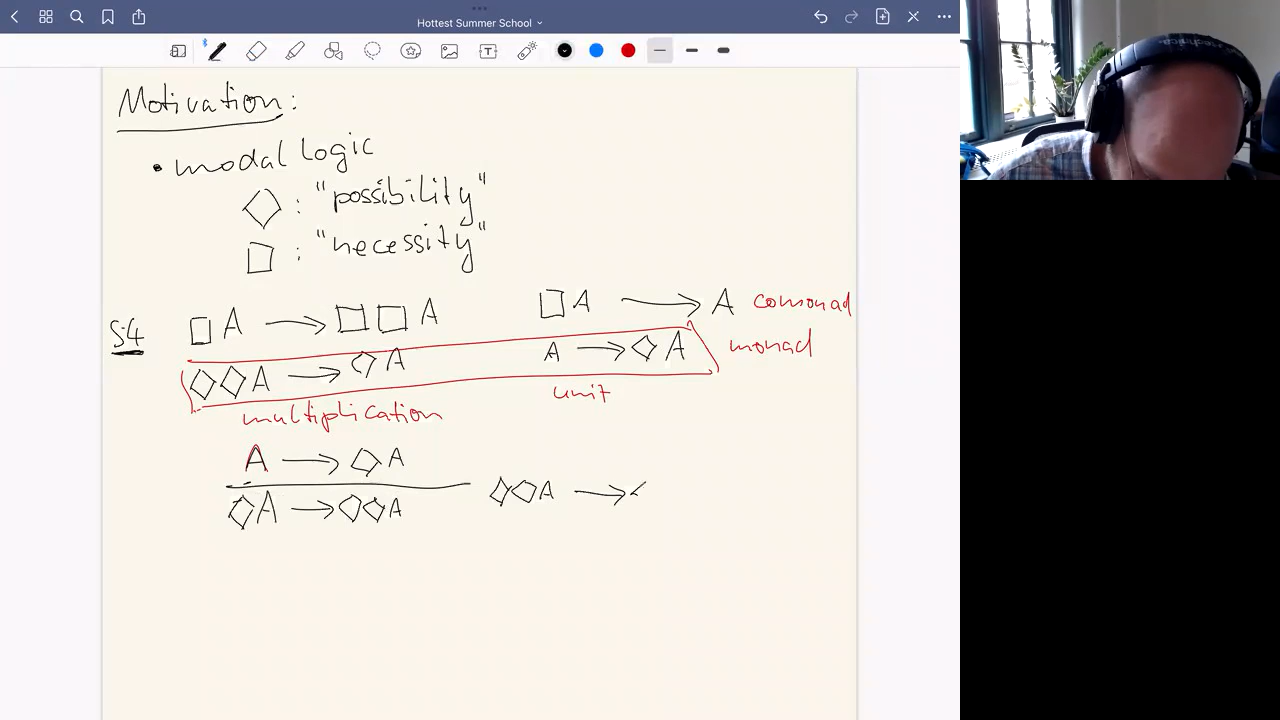 Hottest Summer School
Motivation:
• modal logic
◇ : "possibility"
□ : "necessity"
S4 □A → □□A □A → A comonad
◇◇A → ◇A A → ◇A monad
multiplication unit
A → ◇A
◇A → ◇◇A ◇◇A →